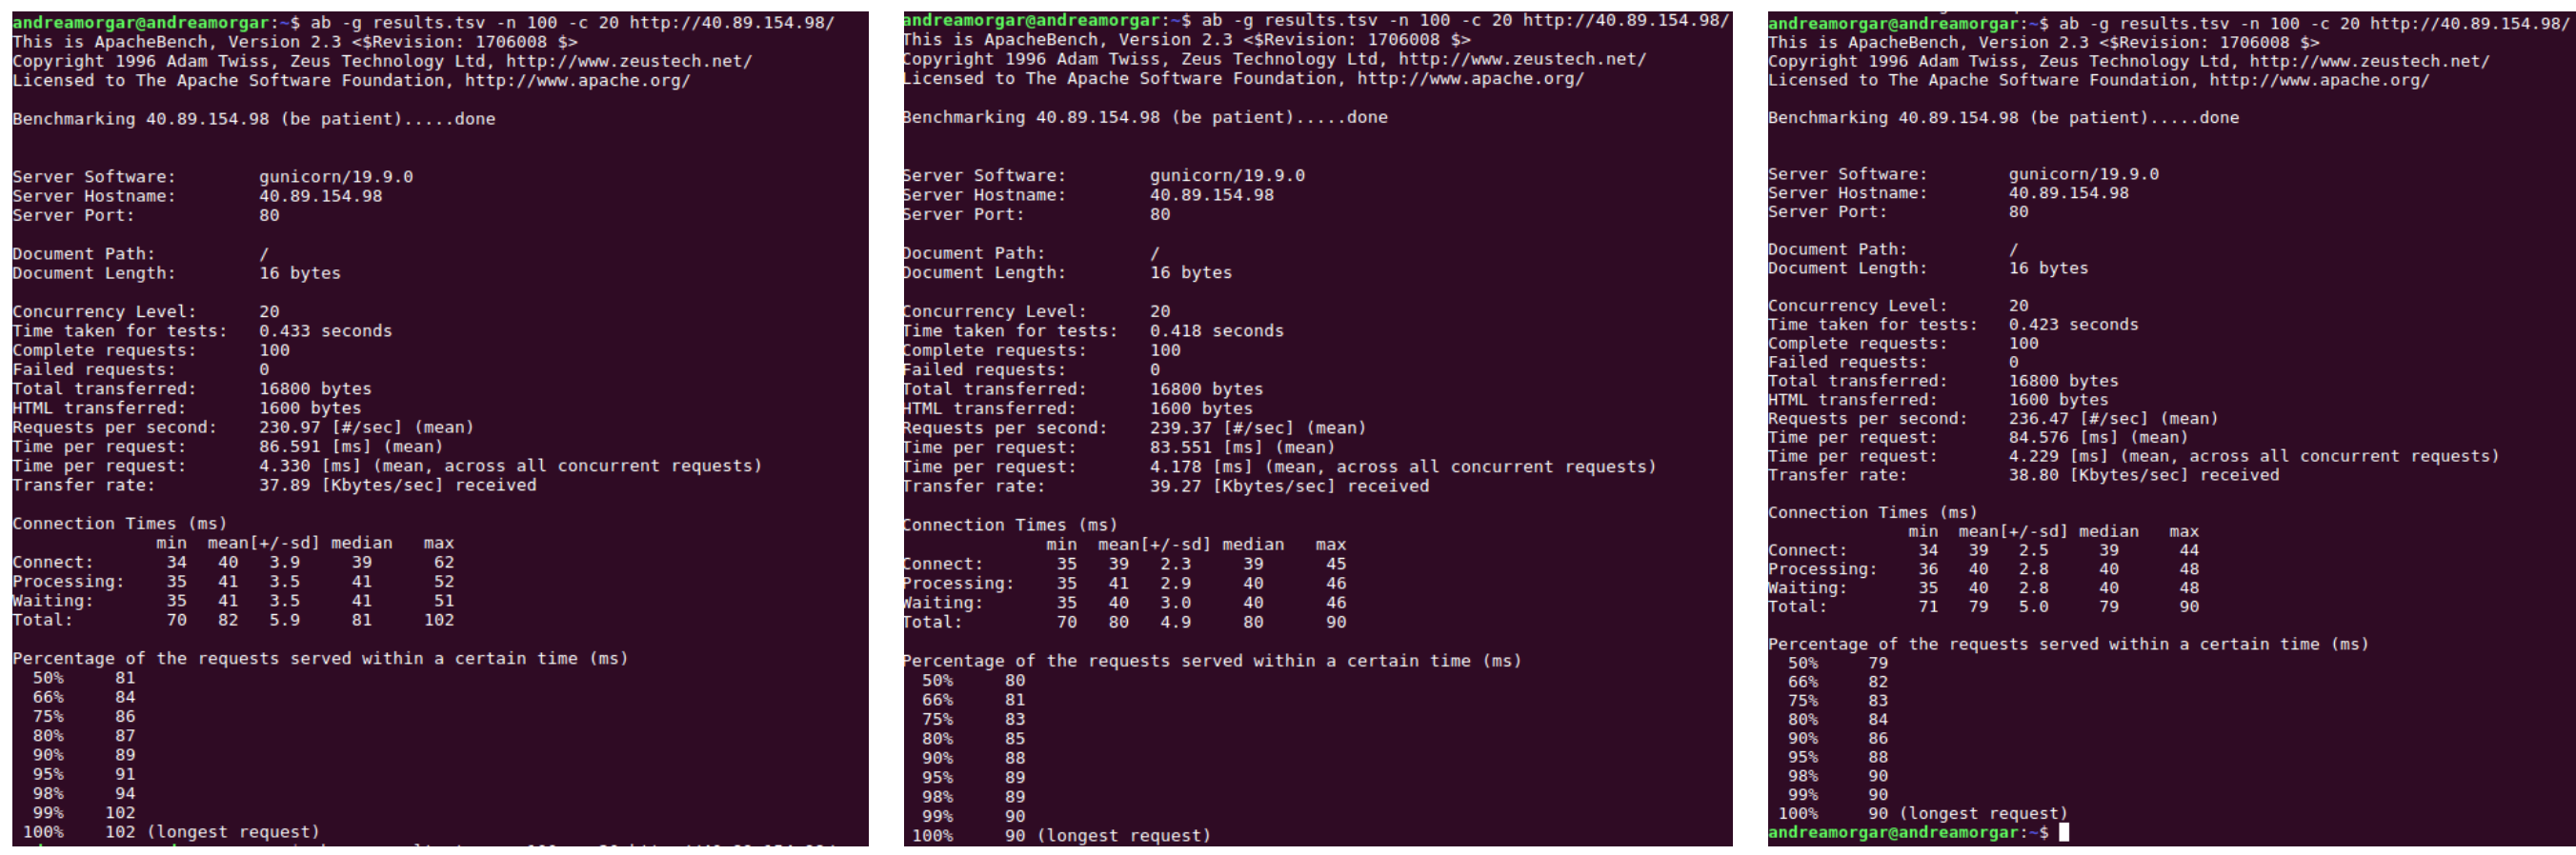 andreamorgar@andreamorgar:~$ ab -g results.tsv -n 100 -c 20 http://40.89.154.98/
This is ApacheBench, Version 2.3 <$Revision: 1706008 $>
Copyright 1996 Adam Twiss, Zeus Technology Ltd, http://www.zeustech.net/
Licensed to The Apache Software Foundation, http://www.apache.org/
Benchmarking 40.89.154.98 (be patient).....done
Server Software:        gunicorn/19.9.0
Server Hostname:        40.89.154.98
Server Port:            80
Document Path:          /
Document Length:        16 bytes
Concurrency Level:      20
Time taken for tests:   0.433 seconds
Complete requests:      100
Failed requests:        0
Total transferred:      16800 bytes
HTML transferred:       1600 bytes
Requests per second:    230.97 [#/sec] (mean)
Time per request:       86.591 [ms] (mean)
Time per request:       4.330 [ms] (mean, across all concurrent requests)
Transfer rate:          37.89 [Kbytes/sec] received
Connection Times (ms)
              min  mean[+/-sd] median   max
Connect:       34   40   3.9     39      62
Processing:    35   41   3.5     41      52
Waiting:       35   41   3.5     41      51
Total:         70   82   5.9     81     102
Percentage of the requests served within a certain time (ms)
  50%     81
  66%     84
  75%     86
  80%     87
  90%     89
  95%     91
  98%     94
  99%    102
 100%    102 (longest request)
andreamorgar@andreamorgar:~$ ab -g results.tsv -n 100 -c 20 http://40.89.154.98/
This is ApacheBench, Version 2.3 <$Revision: 1706008 $>
Copyright 1996 Adam Twiss, Zeus Technology Ltd, http://www.zeustech.net/
Licensed to The Apache Software Foundation, http://www.apache.org/
Benchmarking 40.89.154.98 (be patient).....done
Server Software:        gunicorn/19.9.0
Server Hostname:        40.89.154.98
Server Port:            80
Document Path:          /
Document Length:        16 bytes
Concurrency Level:      20
Time taken for tests:   0.418 seconds
Complete requests:      100
Failed requests:        0
Total transferred:      16800 bytes
HTML transferred:       1600 bytes
Requests per second:    239.37 [#/sec] (mean)
Time per request:       83.551 [ms] (mean)
Time per request:       4.178 [ms] (mean, across all concurrent requests)
Transfer rate:          39.27 [Kbytes/sec] received
Connection Times (ms)
              min  mean[+/-sd] median   max
Connect:       35   39   2.3     39      45
Processing:    35   41   2.9     40      46
Waiting:       35   40   3.0     40      46
Total:         70   80   4.9     80      90
Percentage of the requests served within a certain time (ms)
  50%     80
  66%     81
  75%     83
  80%     85
  90%     88
  95%     89
  98%     89
  99%     90
 100%     90 (longest request)
andreamorgar@andreamorgar:~$ ab -g results.tsv -n 100 -c 20 http://40.89.154.98/
This is ApacheBench, Version 2.3 <$Revision: 1706008 $>
Copyright 1996 Adam Twiss, Zeus Technology Ltd, http://www.zeustech.net/
Licensed to The Apache Software Foundation, http://www.apache.org/
Benchmarking 40.89.154.98 (be patient).....done
Server Software:        gunicorn/19.9.0
Server Hostname:        40.89.154.98
Server Port:            80
Document Path:          /
Document Length:        16 bytes
Concurrency Level:      20
Time taken for tests:   0.423 seconds
Complete requests:      100
Failed requests:        0
Total transferred:      16800 bytes
HTML transferred:       1600 bytes
Requests per second:    236.47 [#/sec] (mean)
Time per request:       84.576 [ms] (mean)
Time per request:       4.229 [ms] (mean, across all concurrent requests)
Transfer rate:          38.80 [Kbytes/sec] received
Connection Times (ms)
              min  mean[+/-sd] median   max
Connect:       34   39   2.5     39      44
Processing:    36   40   2.8     40      48
Waiting:       35   40   2.8     40      48
Total:         71   79   5.0     79      90
Percentage of the requests served within a certain time (ms)
  50%     79
  66%     82
  75%     83
  80%     84
  90%     86
  95%     88
  98%     90
  99%     90
 100%     90 (longest request)
andreamorgar@andreamorgar:~$